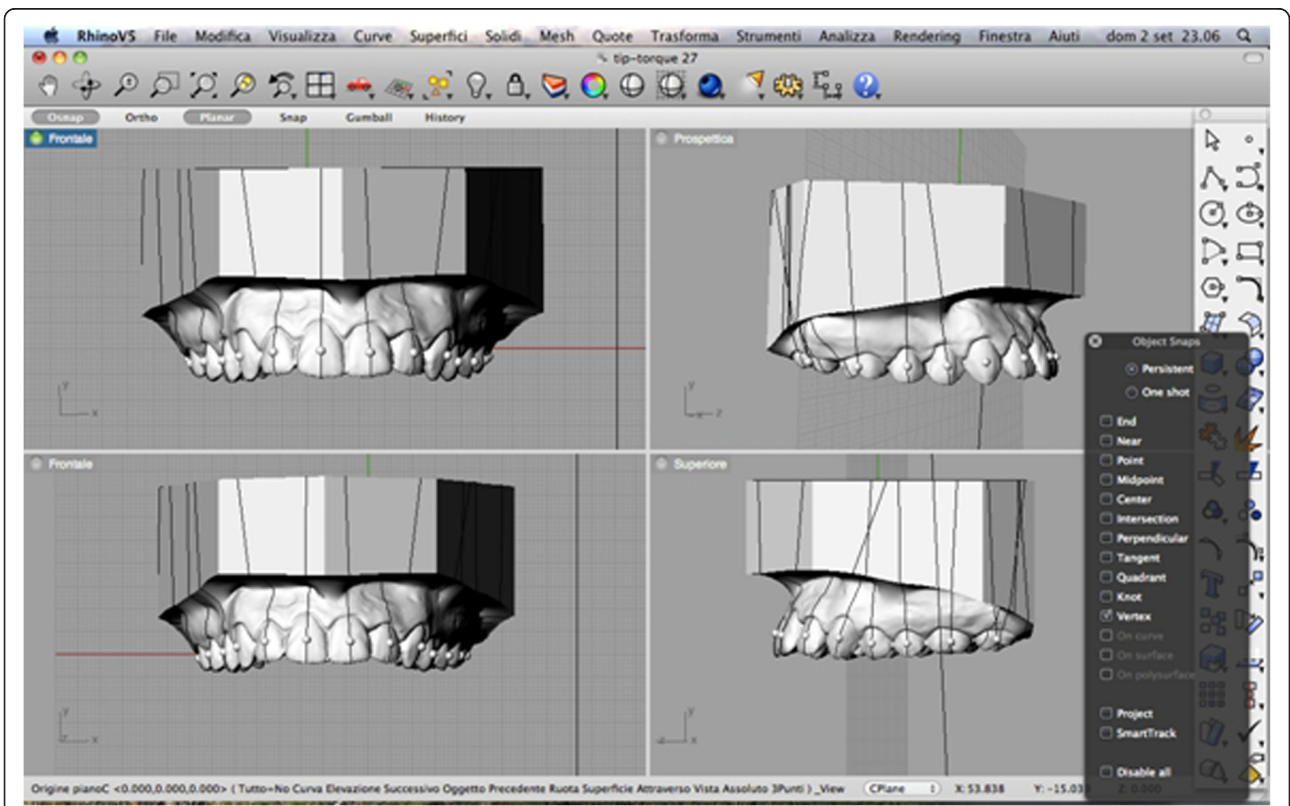 RhinoV5 File Modifica Visualizza Curve Superfici Solidi Mesh Quote Trasforma Strumenti Analizza Rendering Finestra Aiuti dom 2 set 23.06
tip-torque 27
Osnap Ortho Planar Snap Gumball History
Frontale
Prospettica
y
x
y
z
Object Snaps
Persistent
One shot
End
Near
Point
Midpoint
Center
Intersection
Perpendicular
Tangent
Quadrant
Knot
Vertex
On curve
On surface
On polysurface
Project
SmartTrack
Disable all
Frontale
Superiore
y
z x
y
z x
Origine pianoC <0.000,0.000,0.000> ( Tutto=No Curva Elevazione Successivo Oggetto Precedente Ruota Superficie Attraverso Vista Assoluto 3Punti ) _View CPlane X: 53.838 Y: -15.03 Z: 0.000